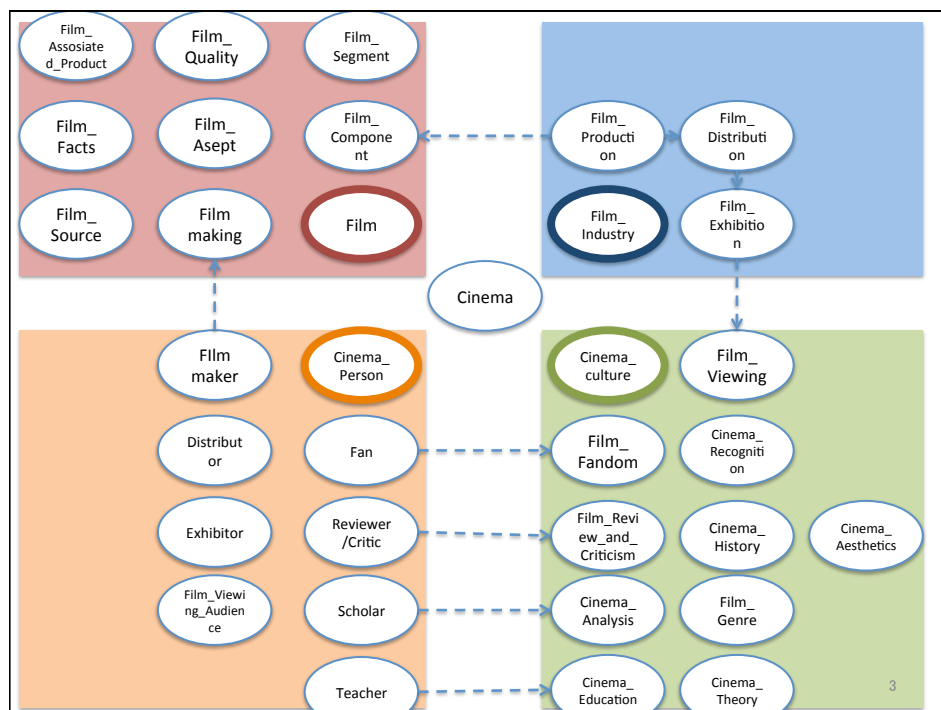 Film_
Assosiate
d_Product
Film_
Quality
Film_
Segment
Film_
Facts
Film_
Asept
Film_
Compone
nt
Film_
Source
Film
making
Film
Film_
Producti
on
Film_
Distributi
on
Film_
Industry
Film_
Exhibitio
n
Cinema
FIlm
maker
Cinema_
Person
Distribut
or
Fan
Exhibitor
Reviewer
/Critic
Film_Viewi
ng_Audien
ce
Scholar
Teacher
Cinema_
culture
Film_
Viewing
Film_
Fandom
Cinema_
Recogniti
on
Film_Revi
ew_and_
Criticism
Cinema_
History
Cinema_
Aesthetics
Cinema_
Analysis
Film_
Genre
Cinema_
Education
Cinema_
Theory
3